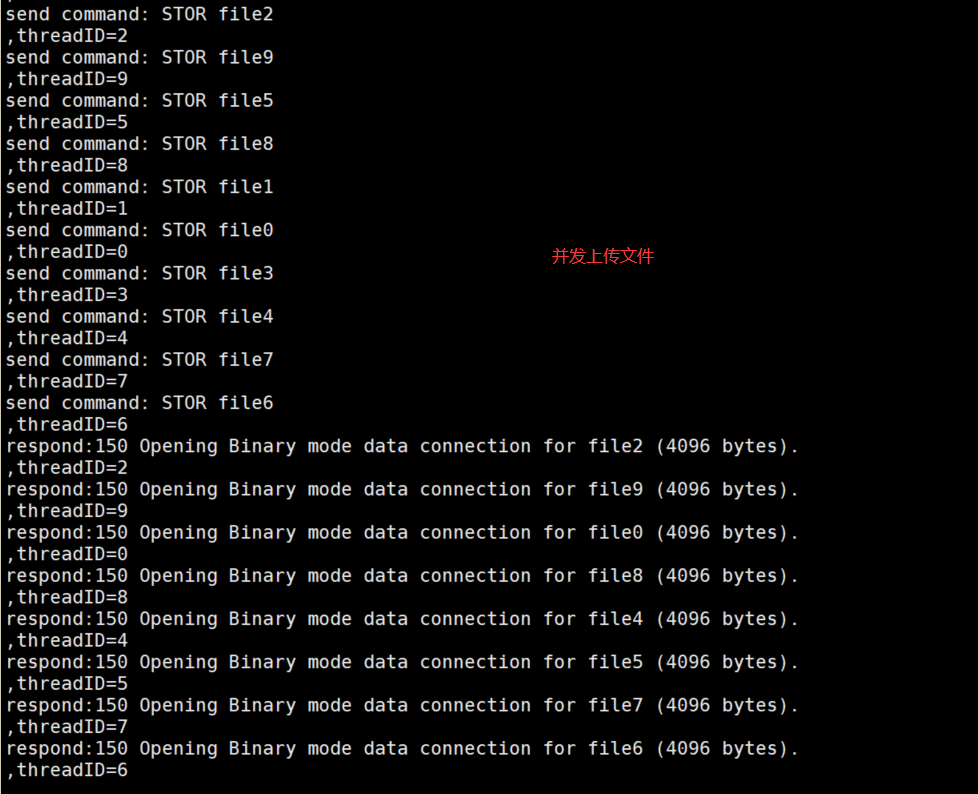 send command: STOR file2
,threadID=2
send command: STOR file9
,threadID=9
send command: STOR file5
,threadID=5
send command: STOR file8
,threadID=8
send command: STOR file1
,threadID=1
send command: STOR file0
,threadID=0
并发上传文件
send command: STOR file3
,threadID=3
send command: STOR file4
,threadID=4
send command: STOR file7
,threadID=7
send command: STOR file6
,threadID=6
respond:150 Opening Binary mode data connection for file2 (4096 bytes).
,threadID=2
respond:150 Opening Binary mode data connection for file9 (4096 bytes).
,threadID=9
respond:150 Opening Binary mode data connection for file0 (4096 bytes).
,threadID=0
respond:150 Opening Binary mode data connection for file8 (4096 bytes).
,threadID=8
respond:150 Opening Binary mode data connection for file4 (4096 bytes).
,threadID=4
respond:150 Opening Binary mode data connection for file5 (4096 bytes).
,threadID=5
respond:150 Opening Binary mode data connection for file7 (4096 bytes).
,threadID=7
respond:150 Opening Binary mode data connection for file6 (4096 bytes).
,threadID=6